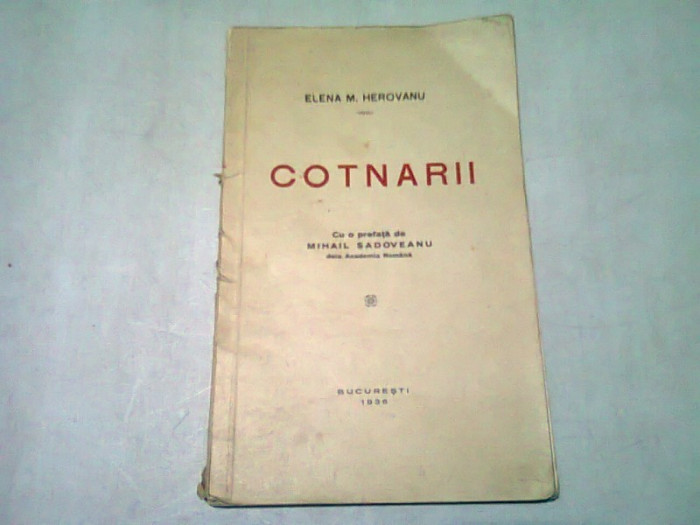 ELENA M. HEROVANU
COTNARII
Cu o prefață de
MIHAIL SADOVEANU
dela Academia Română
BUCUREȘTI
1936